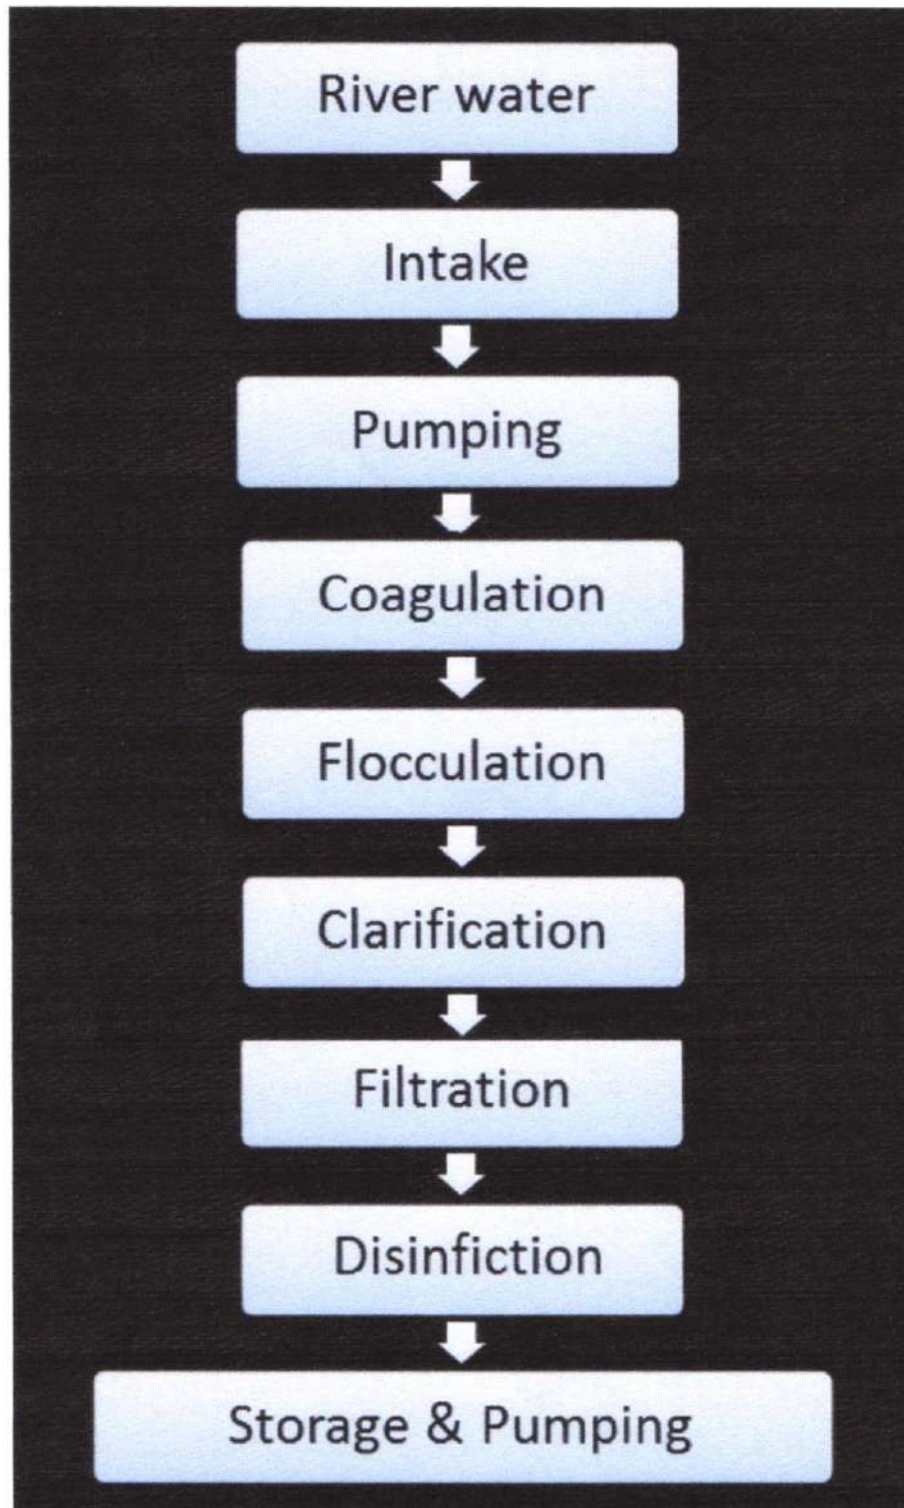 River water
Intake
Pumping
Coagulation
Flocculation
Clarification
Filtration
Disinfiction
Storage & Pumping